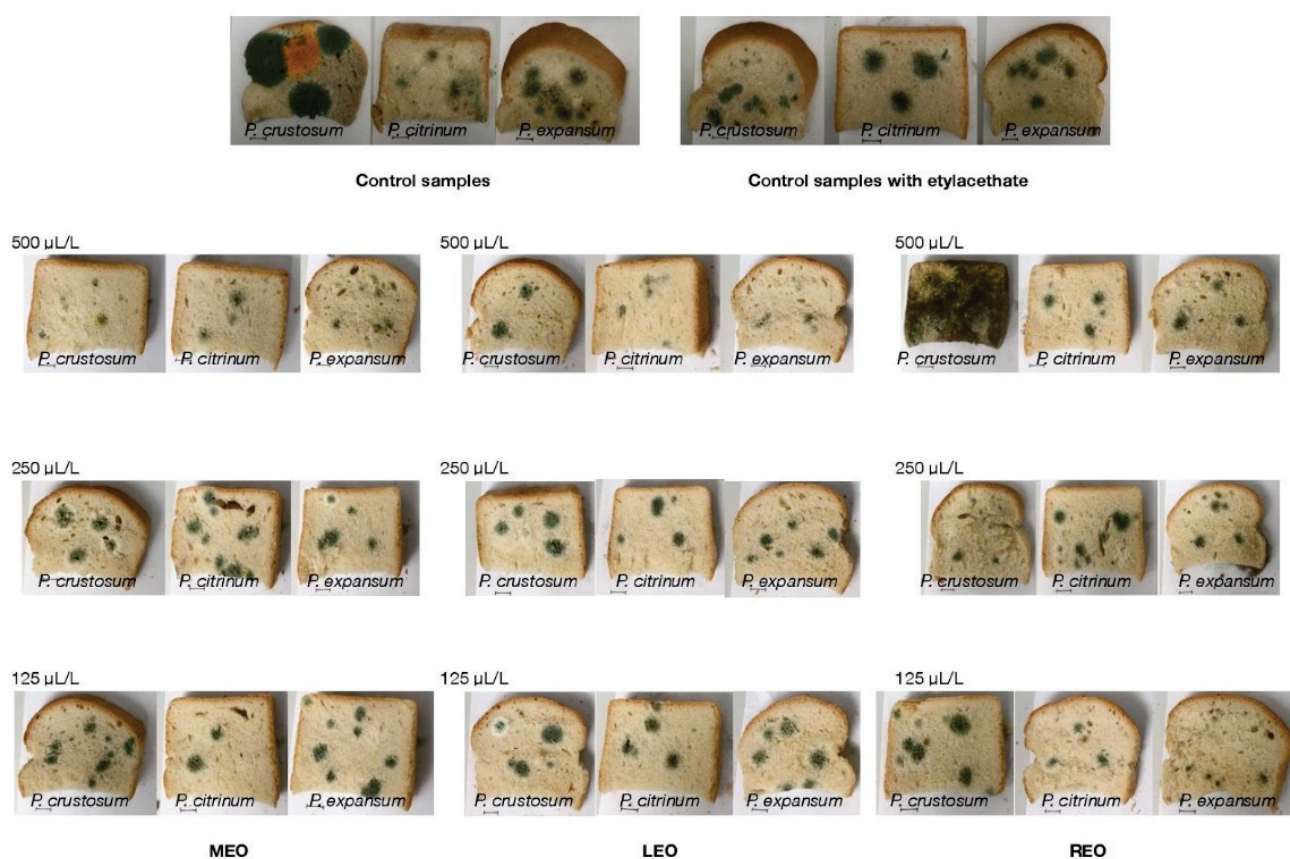 P. crustosum P. citrinum P. expansum P. crustosum P. citrinum P. expansum
Control samples Control samples with etylacethate
500 µL/L 500 µL/L 500 µL/L
P. crustosum P. citrinum P. expansum P. crustosum P. citrinum P. expansum P. crustosum P. citrinum P. expansum
250 µL/L 250 µL/L 250 µL/L
P. crustosum P. citrinum P. expansum P. crustosum P. citrinum P. expansum P. crustosum P. citrinum P. expansum
125 µL/L 125 µL/L 125 µL/L
P. crustosum P. citrinum P. expansum P. crustosum P. citrinum P. expansum P. crustosum P. citrinum P. expansum
MEO LEO REO